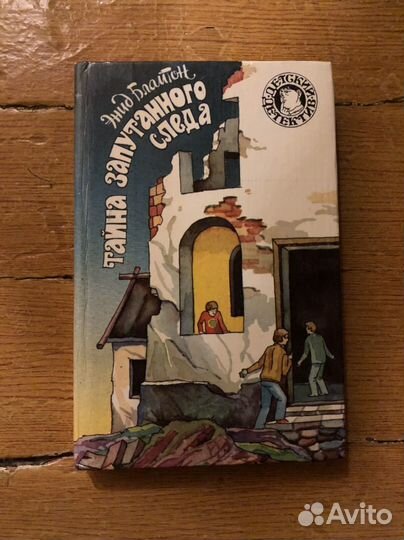 Энид Блайтон
ТАЙНА ЗАПУТАННОГО
СЛЕДА
ДЕТСКИЙ
ДЕТЕКТИВ
Avito